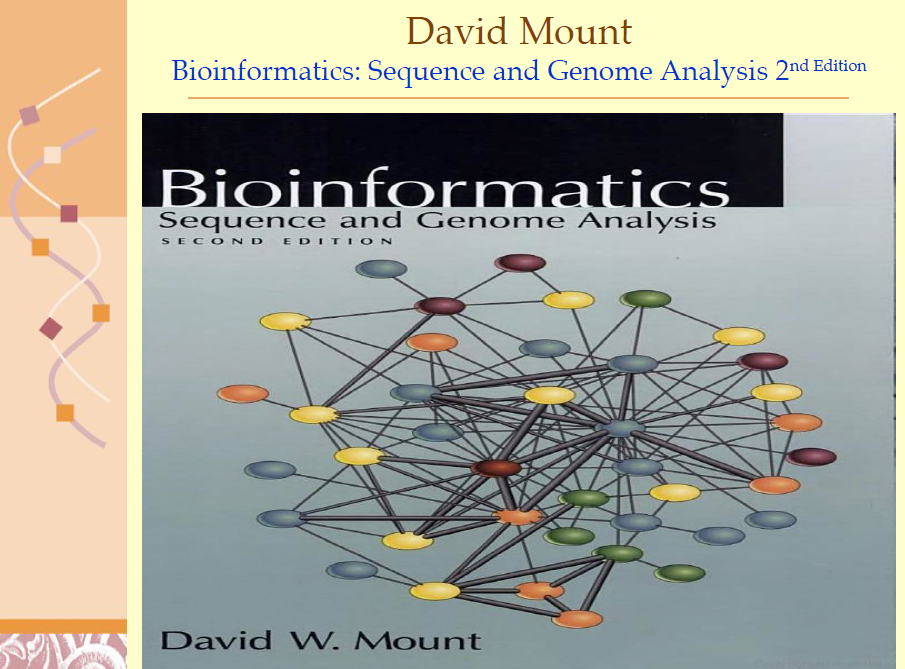 David Mount
Bioinformatics: Sequence and Genome Analysis 2nd Edition
Bioinformatics
Sequence and Genome Analysis
SECOND EDITION
David W. Mount